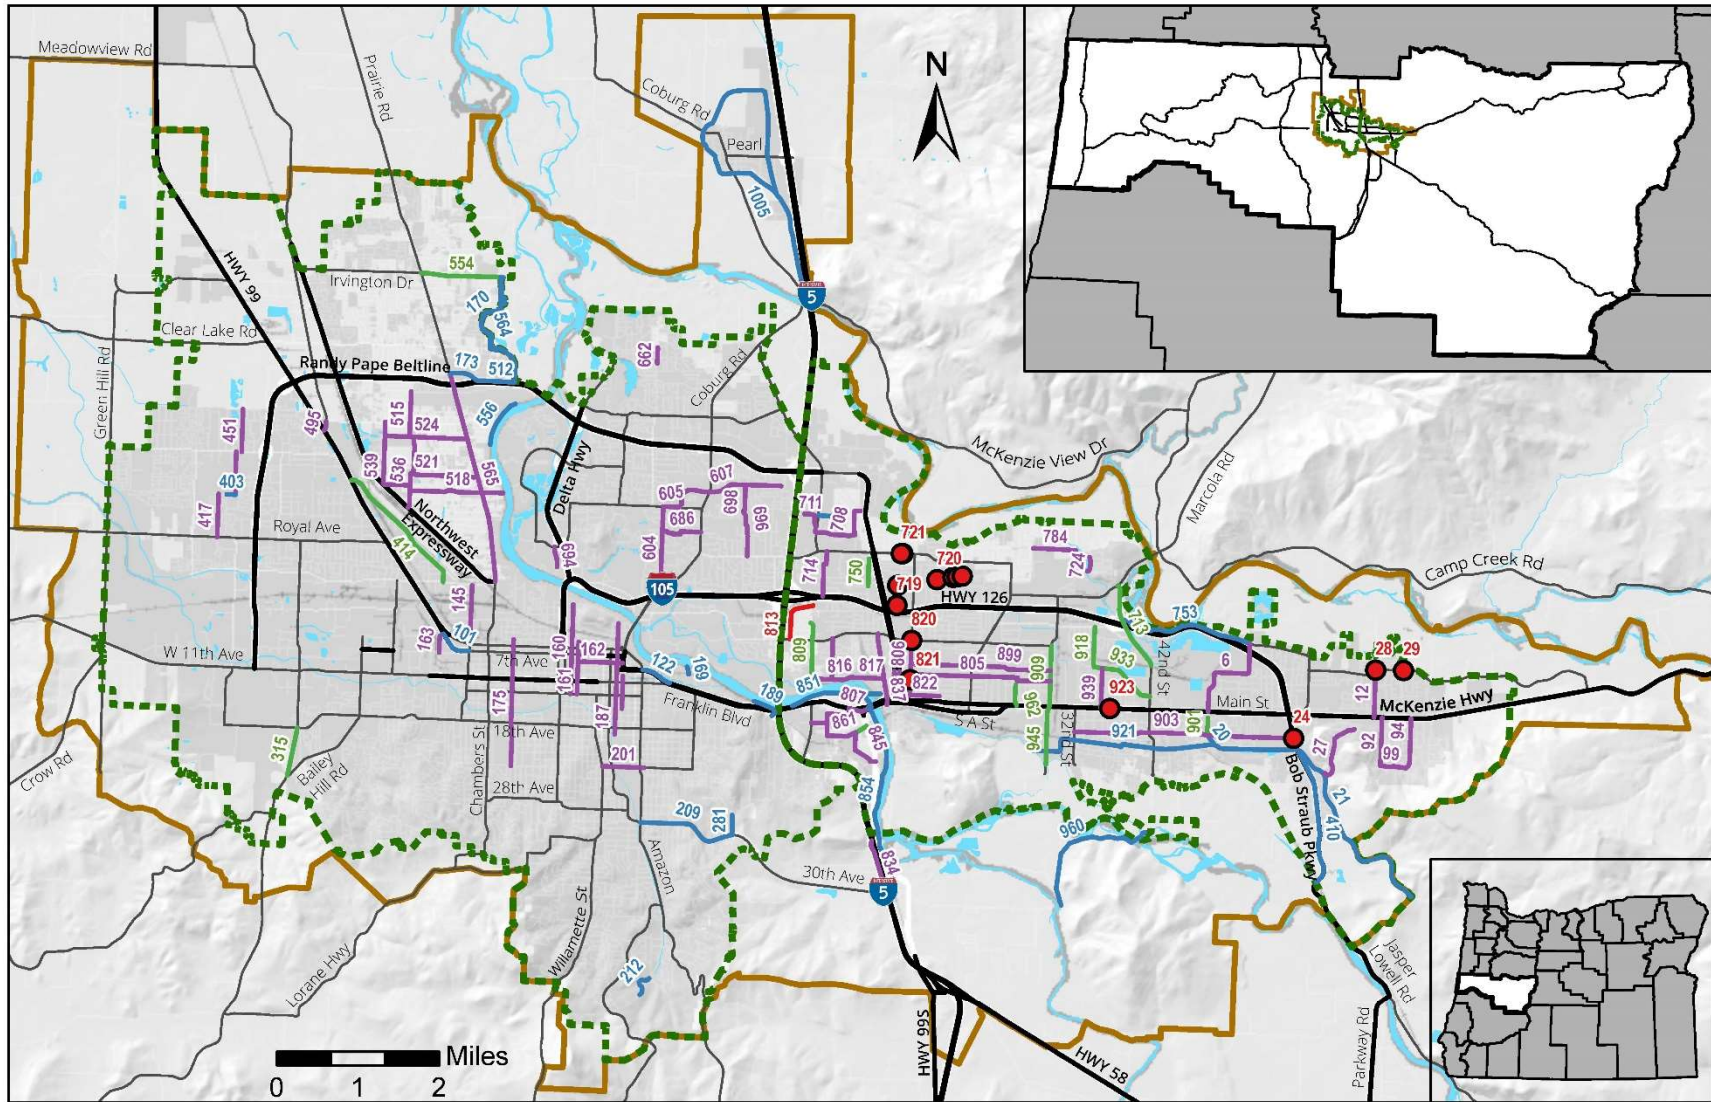 Meadowview Rd
Prairie Rd
Coburg Rd
Pearl
1005
N
HWY 99
Irvington Dr
554
170
564
5
Clear Lake Rd
Green Hill Rd
Randy Pape Beltline
173
512
662
Coburg Rd
McKenzie View Dr
Marcola Rd
451
495
515
524
556
403
539
536
521
518
565
Delta Hwy
417
Royal Ave
Northwest
Expressway
414
469
605
607
686
698
969
604
711
708
714
750
721
719
720
784
724
Camp Creek Rd
105
HWY 126
145
163
101
W 11th Ave
7th Ave
160
162
161
175
187
122
169
Franklin Blvd
189
813
809
820
821
816
817
806
805
899
822
837
807
851
861
845
854
909
962
945
918
933
713
753
939
923
42nd St
32nd St
S A St
Main St
903
901
921
20
6
24
28
29
12
McKenzie Hwy
27
92
94
99
21
410
Bob Straub Pkwy
315
Bailey
Hill Rd
Crow Rd
Chambers St
18th Ave
201
28th Ave
209
281
Amazon
30th Ave
834
5
960
Willamette St
212
Lorane Hwy
HWY 99S
HWY 58
Jasper
Lowell Rd
Parkway Rd
Miles
0 1 2